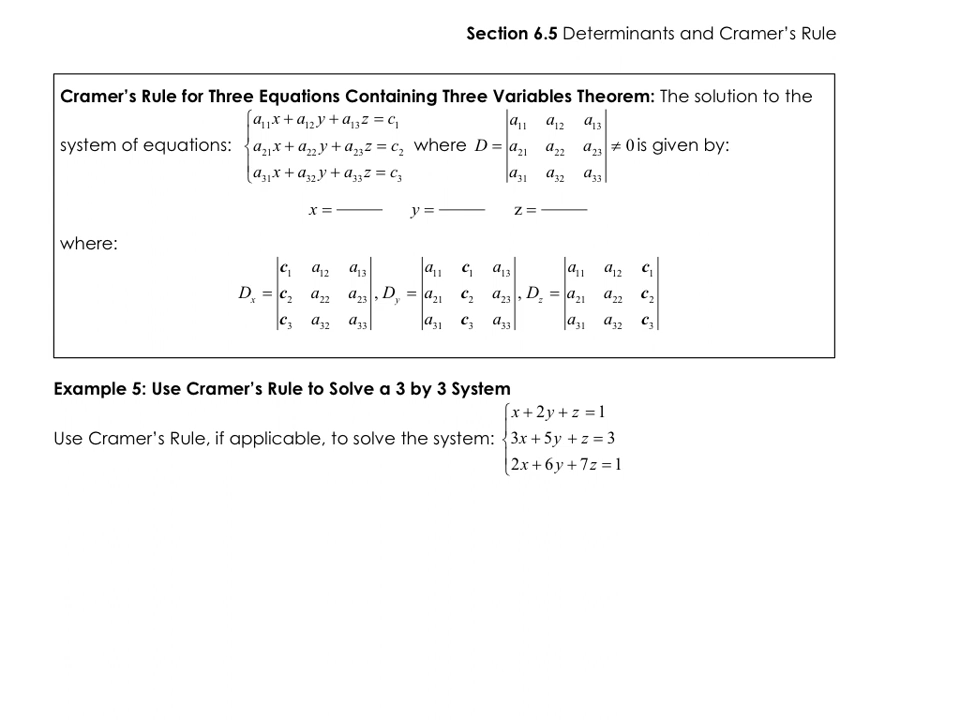 Section 6.5 Determinants and Cramer's Rule
Cramer's Rule for Three Equations Containing Three Variables Theorem: The solution to the
system of equations: { a₁₁x + a₁₂y + a₁₃z = c₁
a₂₁x + a₂₂y + a₂₃z = c₂
a₃₁x + a₃₂y + a₃₃z = c₃ where D = | a₁₁ a₁₂ a₁₃
a₂₁ a₂₂ a₂₃
a₃₁ a₃₂ a₃₃ | ≠ 0 is given by:
x = ——— y = ——— z = ———
where:
Dₓ = | c₁ a₁₂ a₁₃
c₂ a₂₂ a₂₃
c₃ a₃₂ a₃₃ | , D_y = | a₁₁ c₁ a₁₃
a₂₁ c₂ a₂₃
a₃₁ c₃ a₃₃ | , D_z = | a₁₁ a₁₂ c₁
a₂₁ a₂₂ c₂
a₃₁ a₃₂ c₃ |
Example 5: Use Cramer's Rule to Solve a 3 by 3 System
Use Cramer's Rule, if applicable, to solve the system: { x + 2y + z = 1
3x + 5y + z = 3
2x + 6y + 7z = 1